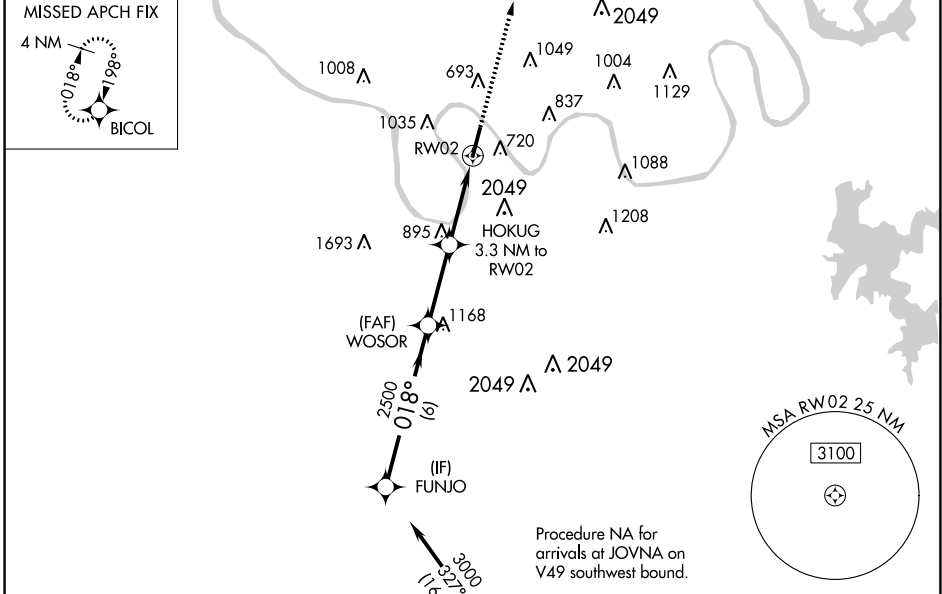 MISSED APCH FIX
4 NM
018°
198°
BICOL
2049
1049
1004
1129
1008
693
837
1035
RW02
720
1088
2049
1208
895
HOKUG
3.3 NM to
RW02
1693
(FAF)
WOSOR
1168
2049
2049
2500
018°
(6)
(IF)
FUNJO
MSA RW02 25 NM
3100
Procedure NA for
arrivals at JOVNA on
V49 southwest bound.
3000
327°
(16